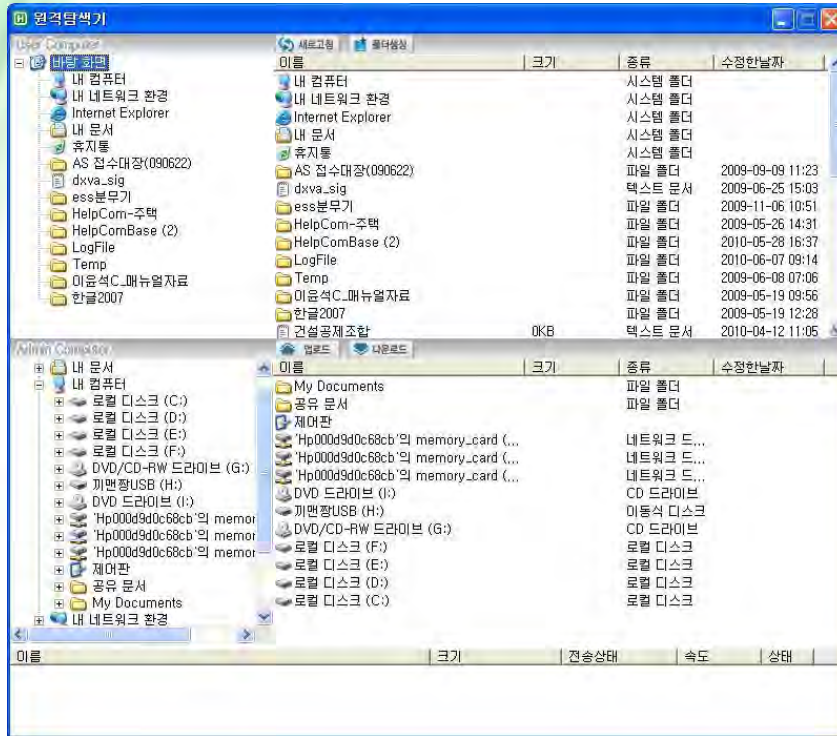 원격탐색기
User Computer
새로고침 폴더생성
바탕 화면
내 컴퓨터
내 네트워크 환경
Internet Explorer
내 문서
휴지통
AS 접수대장(090622)
dxva_sig
ess분무기
HelpCom-주택
HelpComBase (2)
LogFile
Temp
이윤석C_매뉴얼자료
한글2007
이름 크기 종류 수정한날짜
내 컴퓨터 시스템 폴더
내 네트워크 환경 시스템 폴더
Internet Explorer 시스템 폴더
내 문서 시스템 폴더
휴지통 시스템 폴더
AS 접수대장(090622) 파일 폴더 2009-09-09 11:23
dxva_sig 텍스트 문서 2009-06-25 15:03
ess분무기 파일 폴더 2009-11-06 10:51
HelpCom-주택 파일 폴더 2009-05-26 14:31
HelpComBase (2) 파일 폴더 2010-05-28 16:37
LogFile 파일 폴더 2010-06-07 09:14
Temp 파일 폴더 2009-06-08 07:06
이윤석C_매뉴얼자료 파일 폴더 2009-05-19 09:56
한글2007 파일 폴더 2009-05-19 12:28
건설공제조합 0KB 텍스트 문서 2010-04-12 11:05
Admin Computer
업로드 다운로드
내 문서
내 컴퓨터
로컬 디스크 (C:)
로컬 디스크 (D:)
로컬 디스크 (E:)
로컬 디스크 (F:)
DVD/CD-RW 드라이브 (G:)
끼맨짱USB (H:)
DVD 드라이브 (I:)
'Hp000d9d0c68cb'의 memor
'Hp000d9d0c68cb'의 memor
'Hp000d9d0c68cb'의 memor
제어판
공유 문서
My Documents
내 네트워크 환경
이름 크기 종류 수정한날짜
My Documents 파일 폴더
공유 문서 파일 폴더
제어판
'Hp000d9d0c68cb'의 memory_card (... 네트워크 드...
'Hp000d9d0c68cb'의 memory_card (... 네트워크 드...
'Hp000d9d0c68cb'의 memory_card (... 네트워크 드...
DVD 드라이브 (I:) CD 드라이브
끼맨짱USB (H:) 이동식 디스크
DVD/CD-RW 드라이브 (G:) CD 드라이브
로컬 디스크 (F:) 로컬 디스크
로컬 디스크 (E:) 로컬 디스크
로컬 디스크 (D:) 로컬 디스크
로컬 디스크 (C:) 로컬 디스크
이름 크기 전송상태 속도 상태